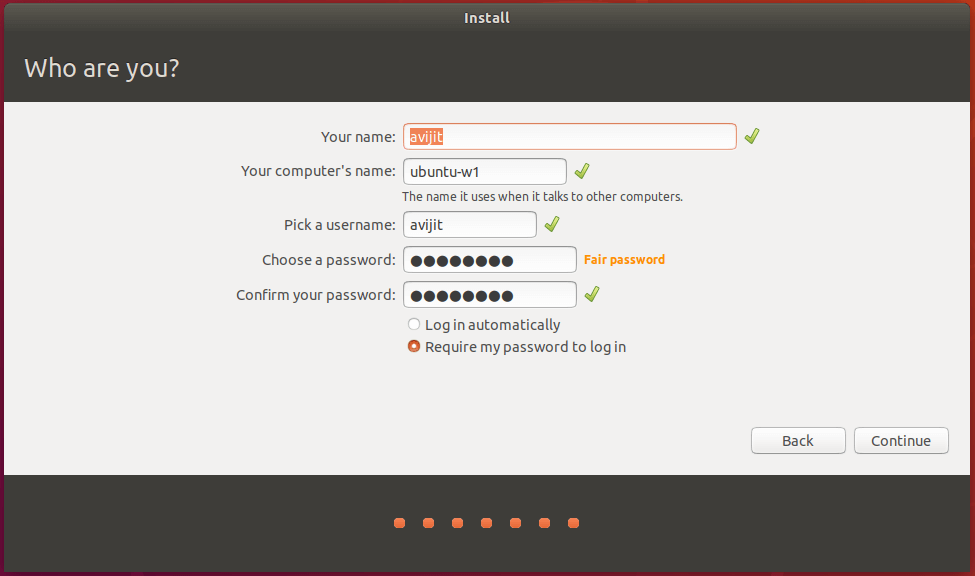 Install
Who are you?
Your name: avijit
Your computer's name: ubuntu-w1
The name it uses when it talks to other computers.
Pick a username: avijit
Choose a password: ●●●●●●●● Fair password
Confirm your password: ●●●●●●●●
Log in automatically
Require my password to log in
Back Continue